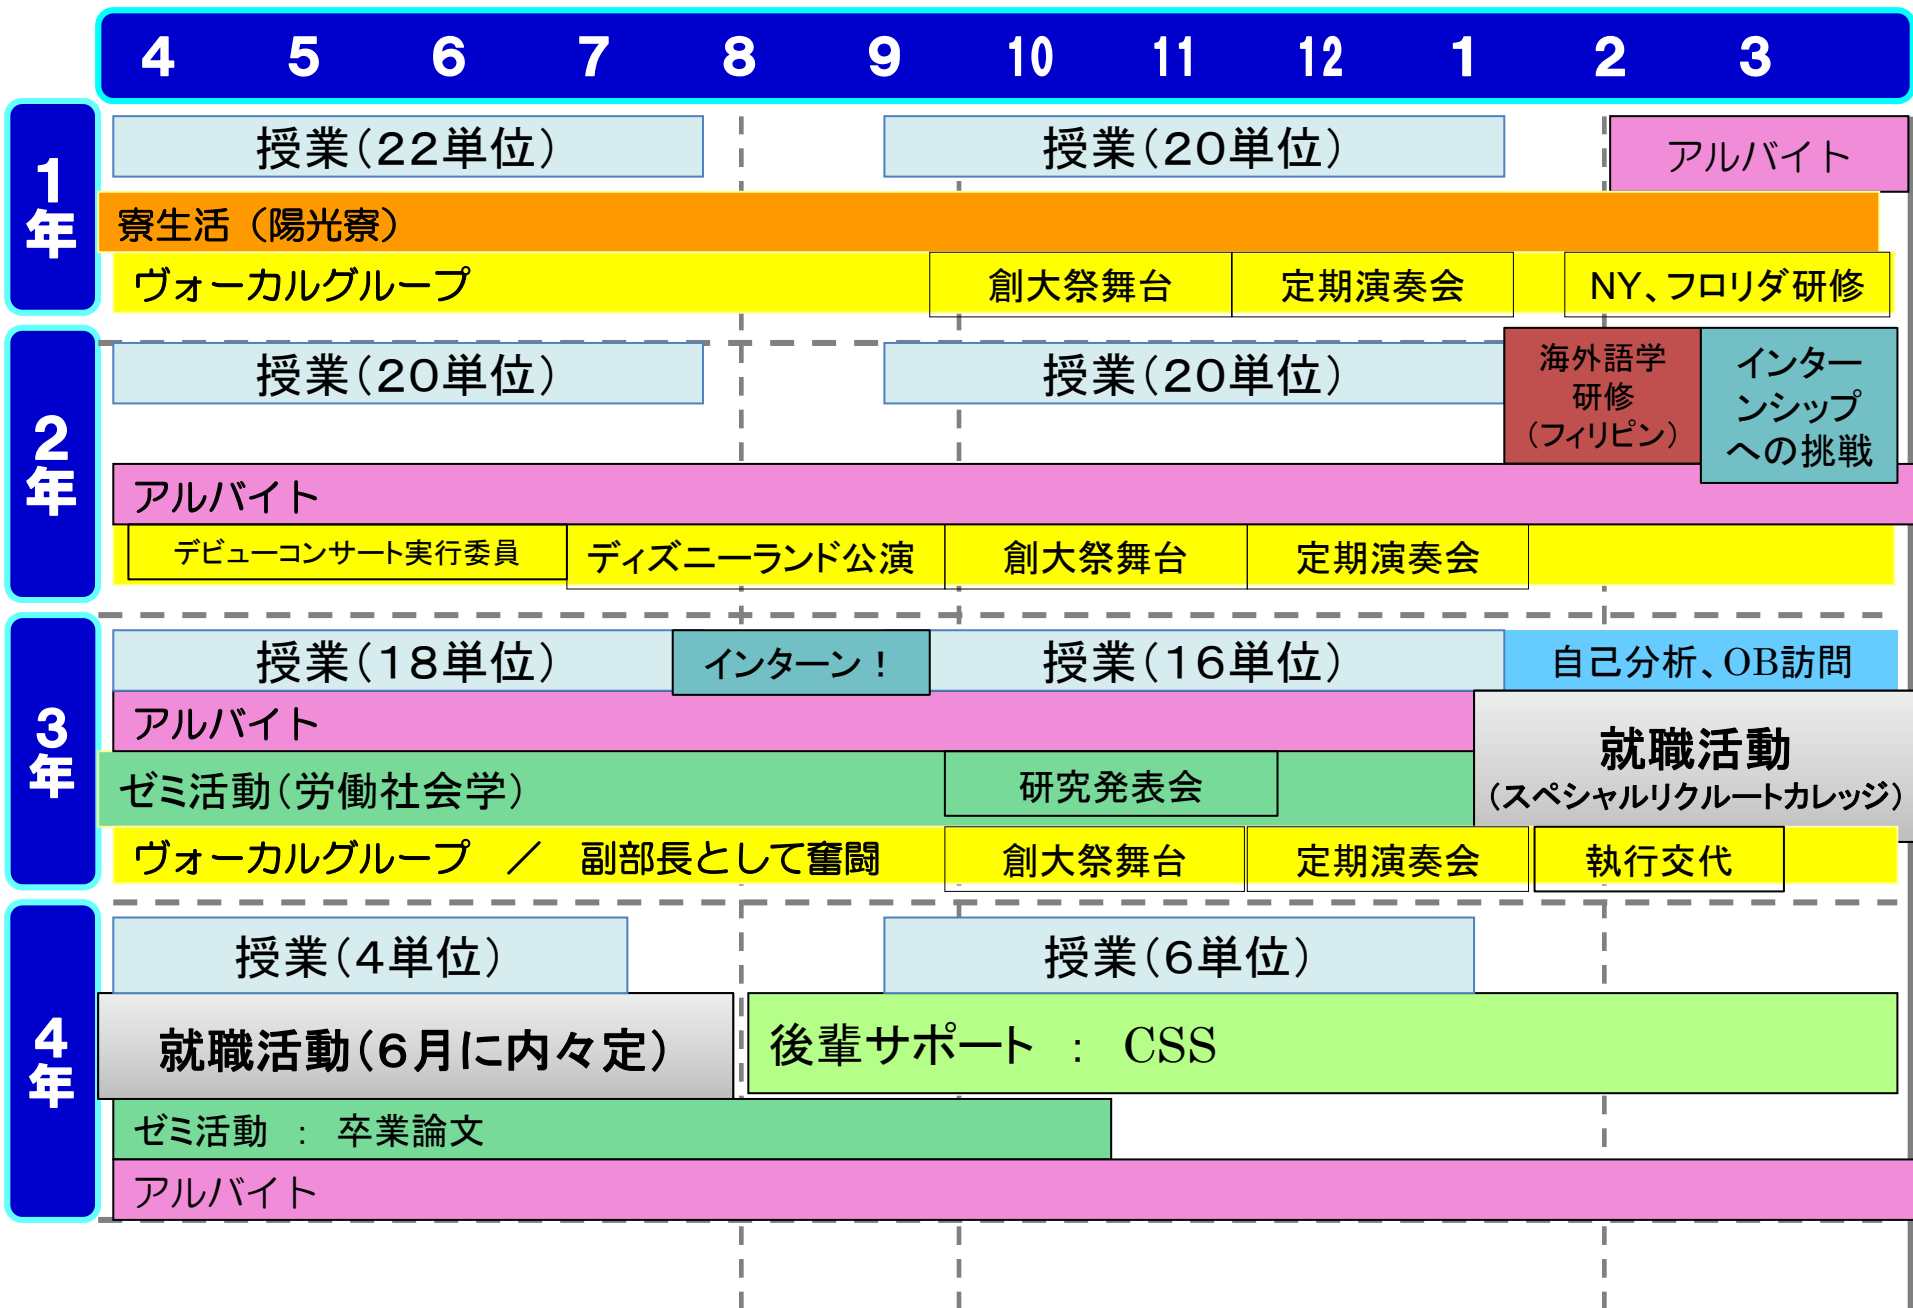 4 5 6 7 8 9 10 11 12 1 2 3
1年
授業（22単位）
授業（20単位）
アルバイト
寮生活（陽光寮）
ヴォーカルグループ
創大祭舞台
定期演奏会
NY、フロリダ研修
2年
授業（20単位）
授業（20単位）
海外語学
研修
（フィリピン）
インター
ンシップ
への挑戦
アルバイト
デビューコンサート実行委員
ディズニーランド公演
創大祭舞台
定期演奏会
3年
授業（18単位）
インターン！
授業（16単位）
自己分析、OB訪問
アルバイト
就職活動
（スペシャルリクルートカレッジ）
ゼミ活動（労働社会学）
研究発表会
ヴォーカルグループ　／　副部長として奮闘
創大祭舞台
定期演奏会
執行交代
4年
授業（4単位）
授業（6単位）
就職活動（6月に内々定）
後輩サポート　：　CSS
ゼミ活動　：　卒業論文
アルバイト